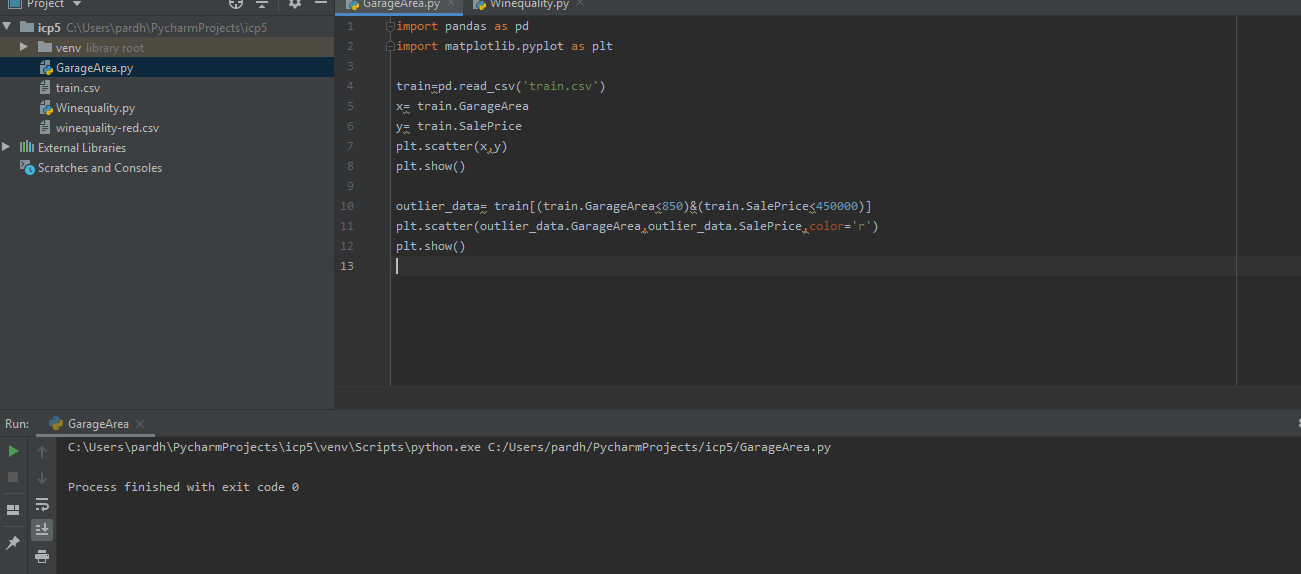 Project
GarageArea.py
Winequality.py
icp5 C:\Users\pardh\PycharmProjects\icp5
venv library root
GarageArea.py
train.csv
Winequality.py
winequality-red.csv
External Libraries
Scratches and Consoles
1 import pandas as pd
2 import matplotlib.pyplot as plt
3
4 train=pd.read_csv('train.csv')
5 x= train.GarageArea
6 y= train.SalePrice
7 plt.scatter(x,y)
8 plt.show()
9
10 outlier_data= train[(train.GarageArea<850)&(train.SalePrice<450000)]
11 plt.scatter(outlier_data.GarageArea,outlier_data.SalePrice,color='r')
12 plt.show()
13
Run: GarageArea
C:\Users\pardh\PycharmProjects\icp5\venv\Scripts\python.exe C:/Users/pardh/PycharmProjects/icp5/GarageArea.py
Process finished with exit code 0